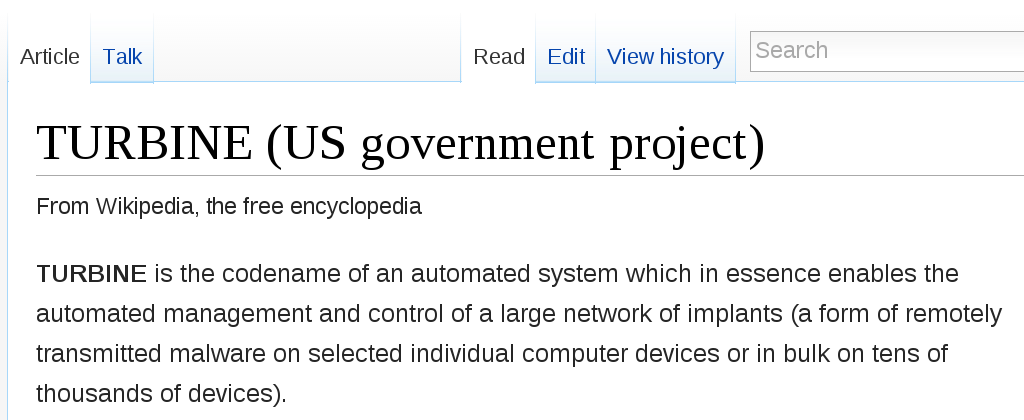 Article Talk Read Edit View history Search
TURBINE (US government project)
From Wikipedia, the free encyclopedia
TURBINE is the codename of an automated system which in essence enables the
automated management and control of a large network of implants (a form of remotely
transmitted malware on selected individual computer devices or in bulk on tens of
thousands of devices).